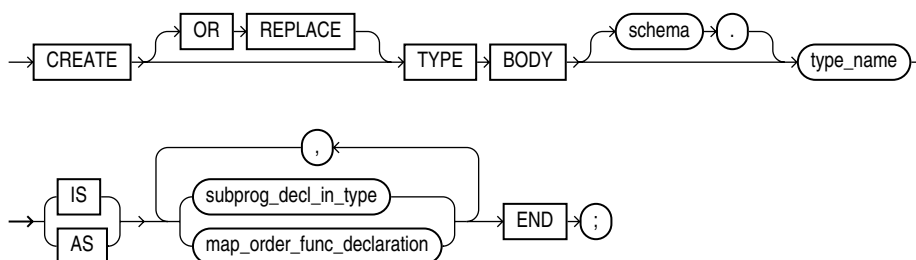 OR REPLACE schema .
CREATE TYPE BODY type_name
,
IS subprog_decl_in_type
END ;
AS map_order_func_declaration